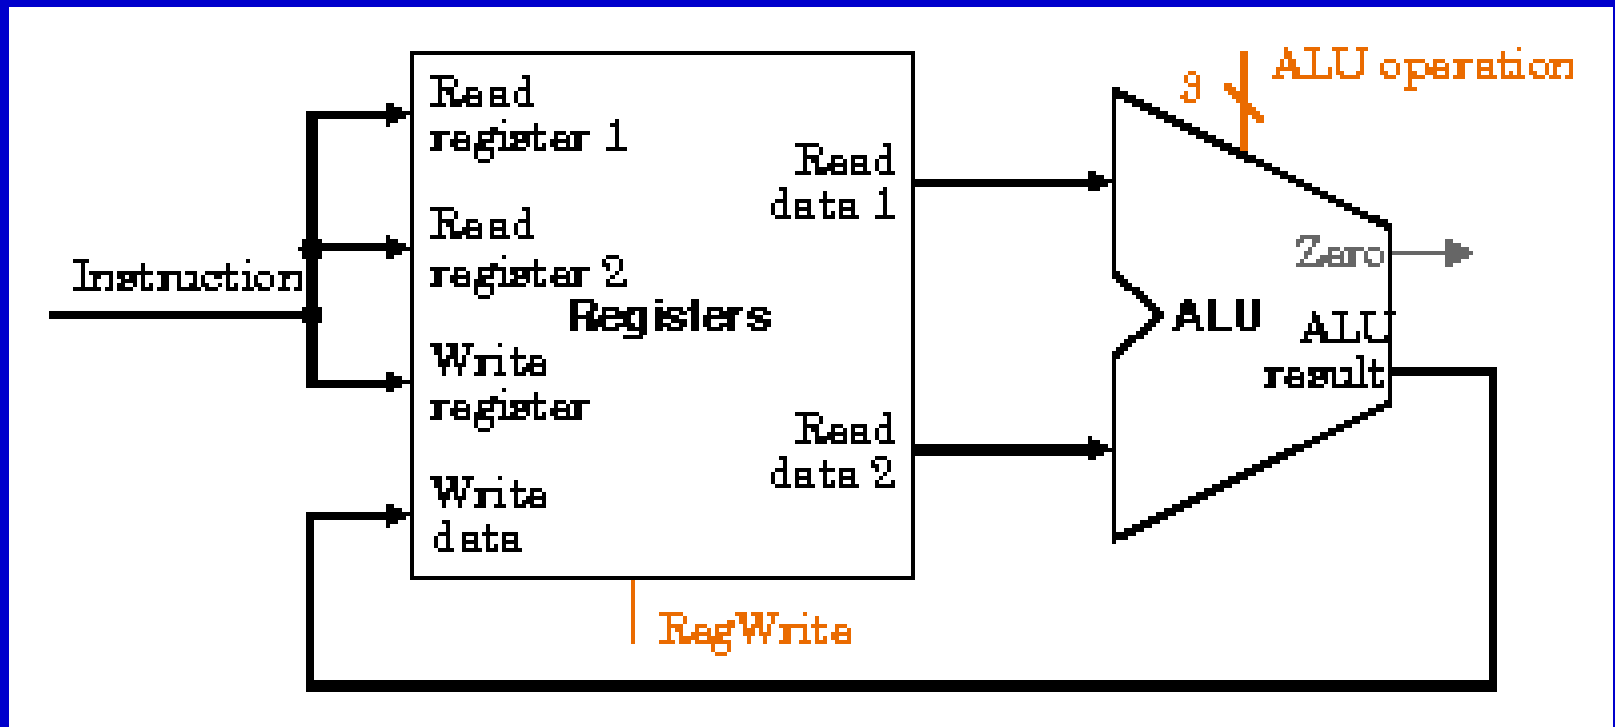 Instruction
Read
register 1
Read
register 2
Registers
Write
register
Write
data
Read
data 1
Read
data 2
RegWrite
3
ALU operation
Zero
ALU
ALU
result